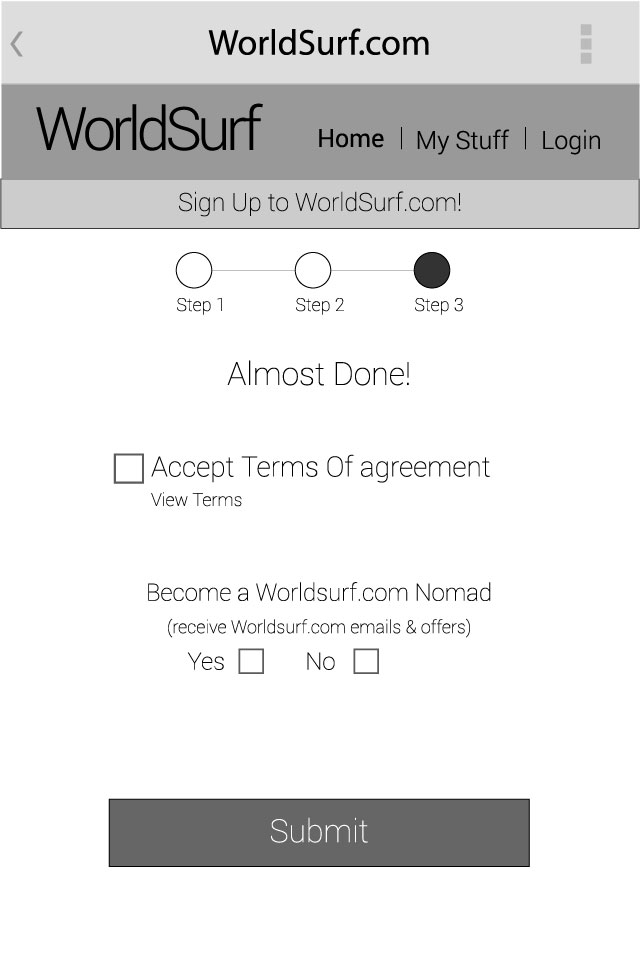 WorldSurf.com
WorldSurf
Home | My Stuff | Login
Sign Up to WorldSurf.com!
Step 1 Step 2 Step 3
Almost Done!
Accept Terms Of agreement
View Terms
Become a Worldsurf.com Nomad
(receive Worldsurf.com emails & offers)
Yes No
Submit